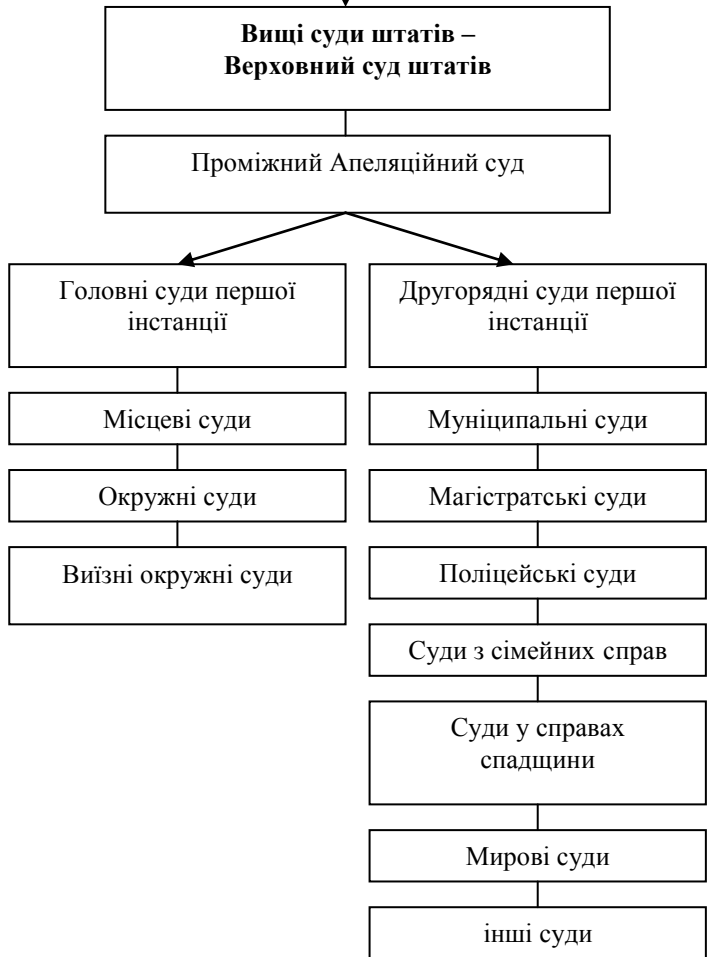 Вищі суди штатів –
Верховний суд штатів
Проміжний Апеляційний суд
Головні суди першої
інстанції
Місцеві суди
Окружні суди
Виїзні окружні суди
Другорядні суди першої
інстанції
Муніципальні суди
Магістратські суди
Поліцейські суди
Суди з сімейних справ
Суди у справах
спадщини
Мирові суди
інші суди